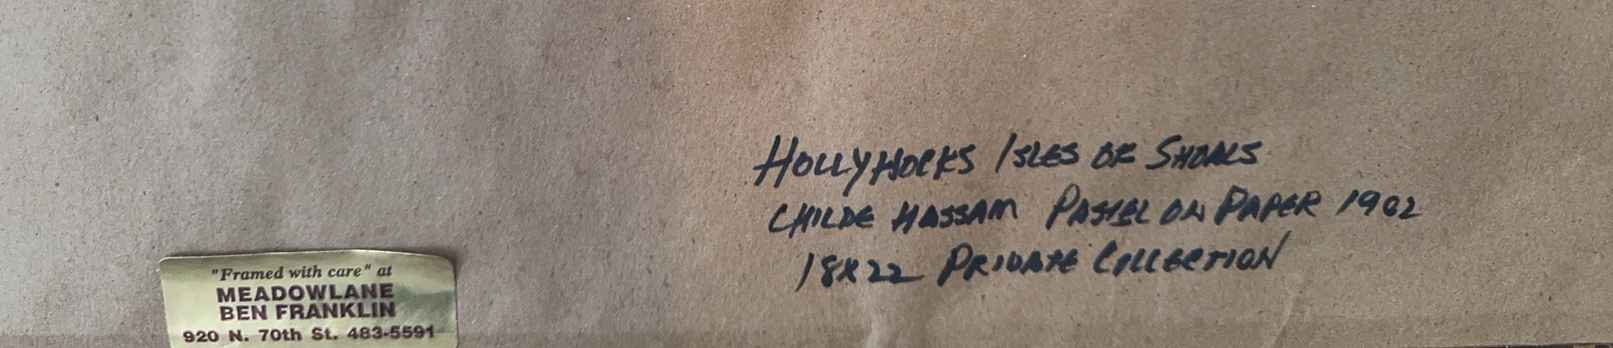 HOLLYHOCKS ISLES OF SHOALS
CHILDE HASSAM PASTEL ON PAPER 1902
18X22 PRIVATE COLLECTION
"Framed with care" at
MEADOWLANE
BEN FRANKLIN
920 N. 70th St. 483-5591